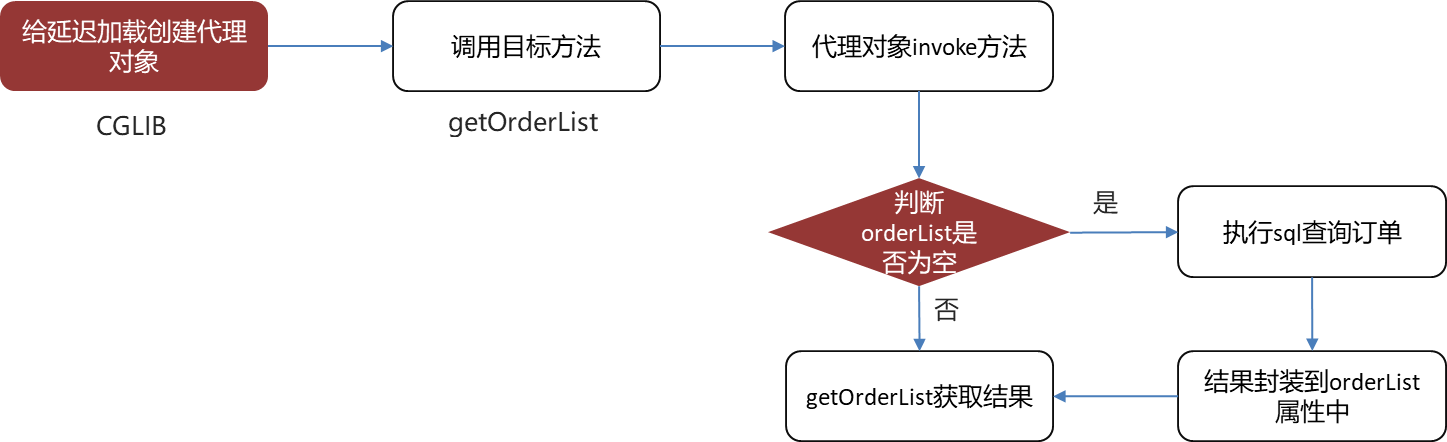 给延迟加载创建代理
对象
CGLIB
调用目标方法
getOrderList
代理对象invoke方法
判断
orderList是
否为空
是
否
执行sql查询订单
结果封装到orderList
属性中
getOrderList获取结果